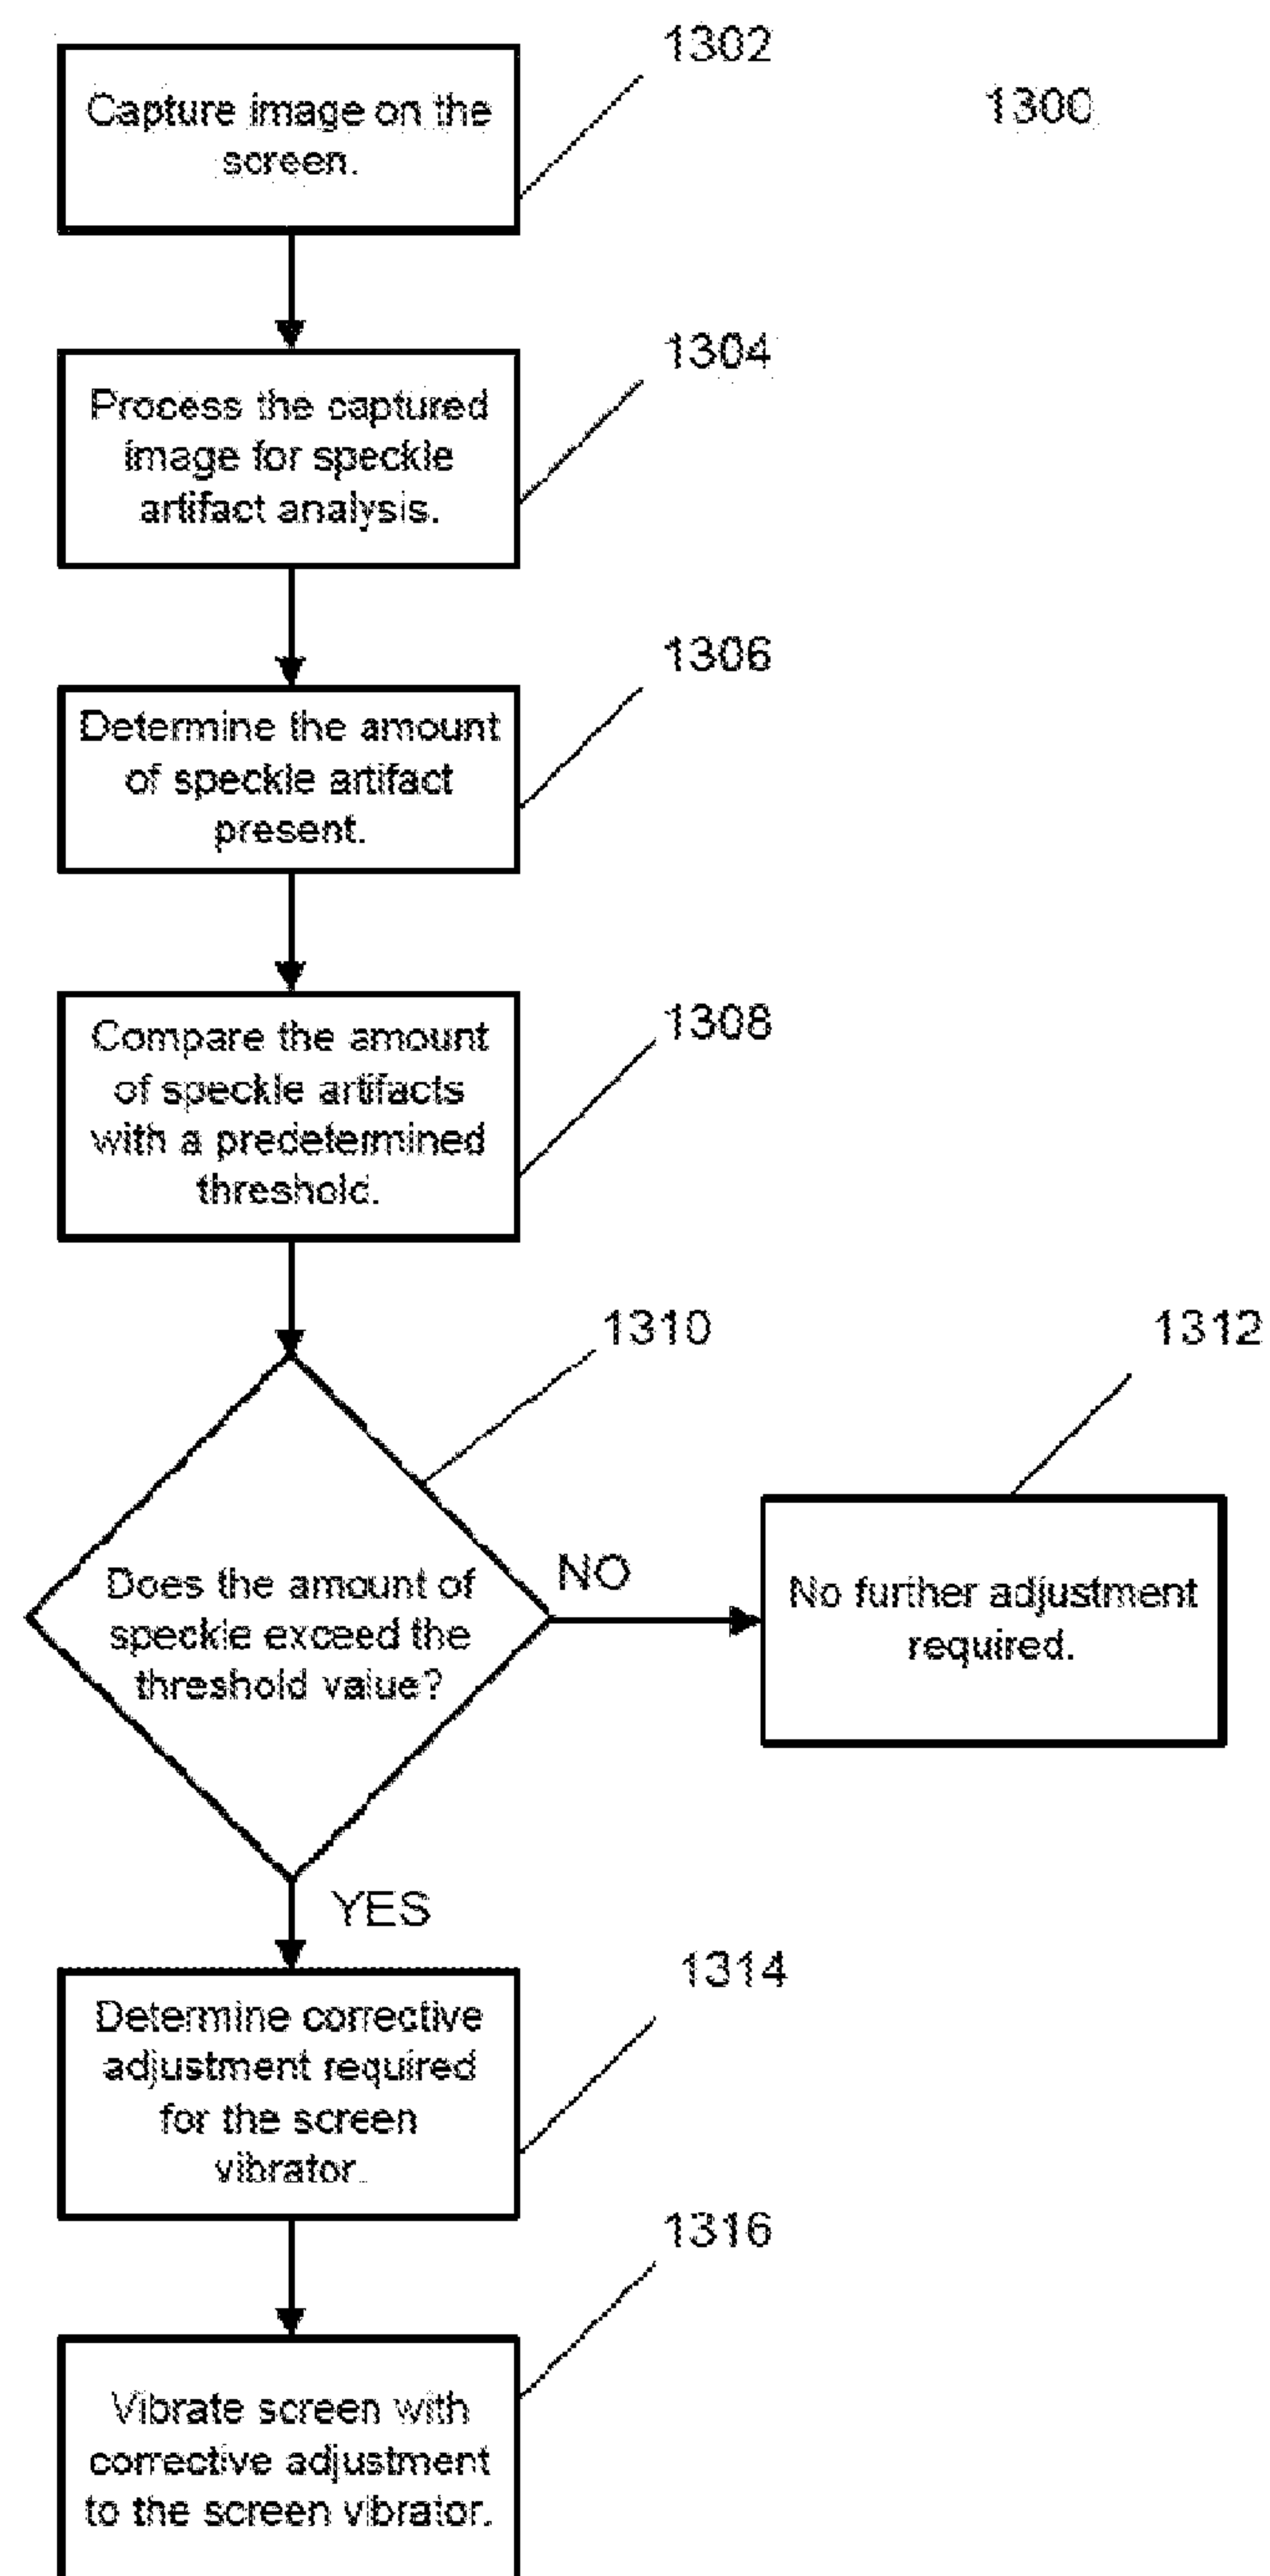 1302
1300
Capture image on the
screen.
1304
Process the captured
image for speckle
artifact analysis.
1306
Determine the amount
of speckle artifact
present.
1308
Compare the amount
of speckle artifacts
with a predetermined
threshold.
1310
1312
Does the amount of
speckle exceed the
threshold value?
NO
No further adjustment
required.
YES
1314
Determine corrective
adjustment required
for the screen
vibrator.
1316
Vibrate screen with
corrective adjustment
to the screen vibrator.